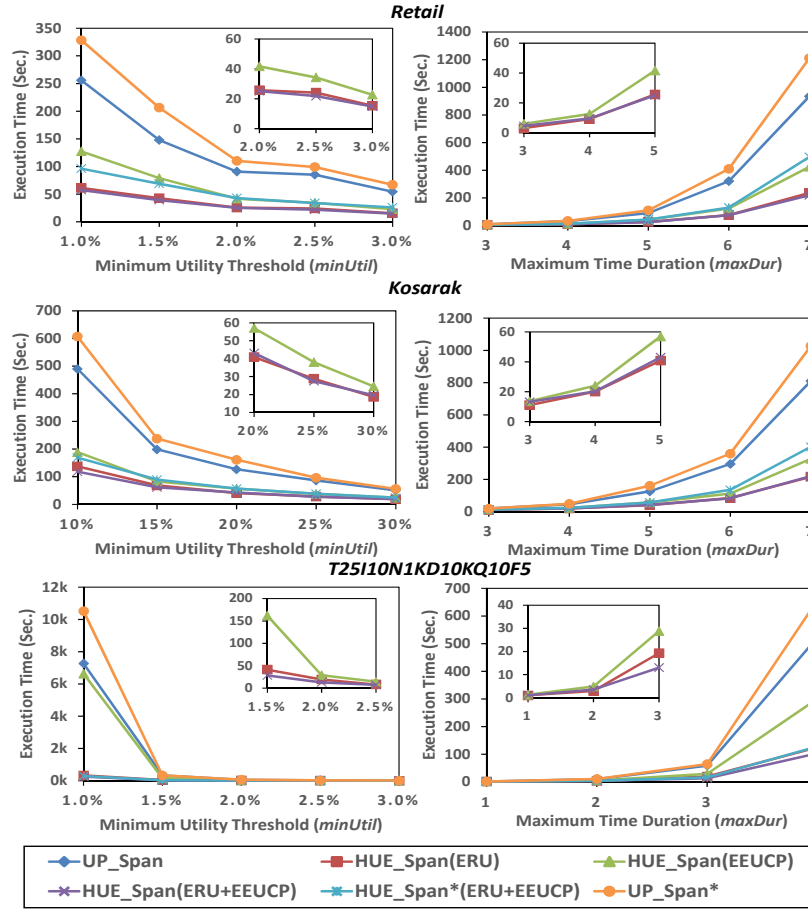 Retail
Execution Time (Sec.)
350
300
250
200
150
100
50
0
1.0% 1.5% 2.0% 2.5% 3.0%
Minimum Utility Threshold (minUtil)
60
40
20
0
2.0% 2.5% 3.0%
Execution Time (Sec.)
1400
1200
1000
800
600
400
200
0
3 4 5 6 7
Maximum Time Duration (maxDur)
60
40
20
0
3 4 5
Kosarak
Execution Time (Sec.)
700
600
500
400
300
200
100
0
10% 15% 20% 25% 30%
Minimum Utility Threshold (minUtil)
60
50
40
30
20
10
20% 25% 30%
Execution Time (Sec.)
1200
1000
800
600
400
200
0
3 4 5 6 7
Maximum Time Duration (maxDur)
60
40
20
0
3 4 5
T25I10N1KD10KQ10F5
Execution Time (Sec.)
12k
10k
8k
6k
4k
2k
0k
1.0% 1.5% 2.0% 2.5% 3.0%
Minimum Utility Threshold (minUtil)
200
150
100
50
0
1.5% 2.0% 2.5%
Execution Time (Sec.)
700
600
500
400
300
200
100
0
1 2 3
Maximum Time Duration (maxDur)
40
30
20
10
0
1 2 3
UP_Span HUE_Span(ERU) HUE_Span(EEUCP)
HUE_Span(ERU+EEUCP) HUE_Span*(ERU+EEUCP) UP_Span*